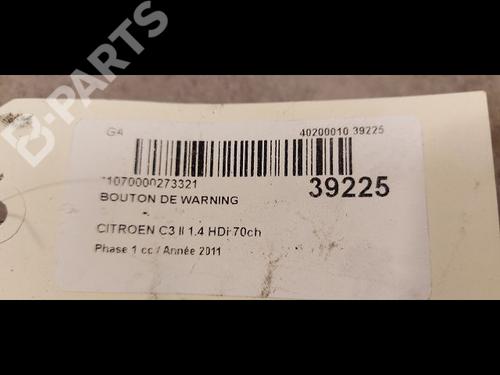 B-PARTS
G4
40200010 39225
*1070000273321
39225
BOUTON DE WARNING
CITROEN C3 II 1.4 HDi 70ch
Phase 1 cc / Année 2011